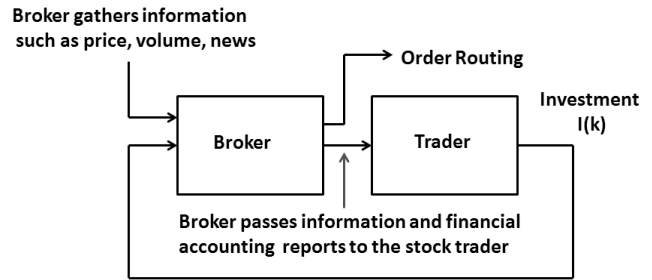 Broker gathers information
such as price, volume, news
Order Routing
Investment
I(k)
Broker
Trader
Broker passes information and financial
accounting reports to the stock trader